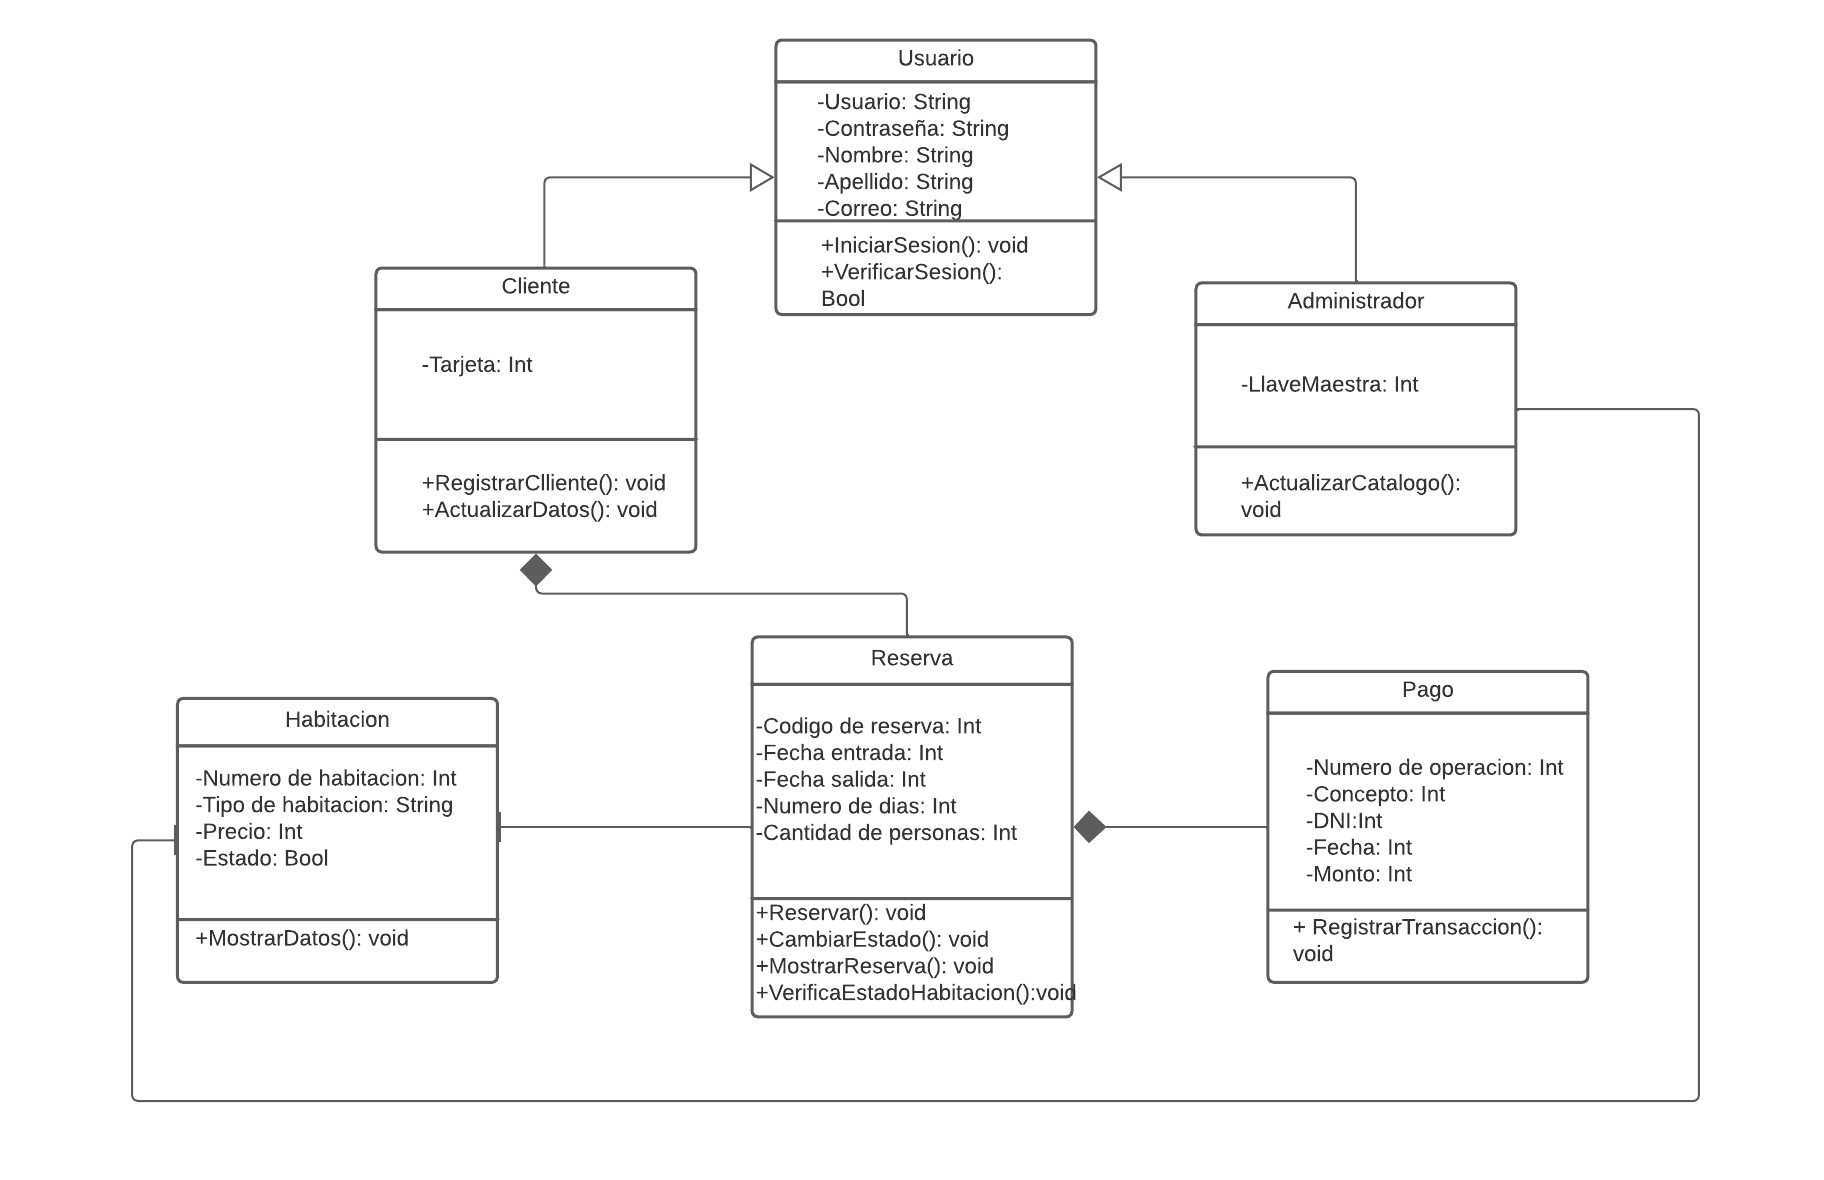 Usuario
-Usuario: String
-Contraseña: String
-Nombre: String
-Apellido: String
-Correo: String
+IniciarSesion(): void
+VerificarSesion():
Bool
Cliente
-Tarjeta: Int
+RegistrarClliente(): void
+ActualizarDatos(): void
Administrador
-LlaveMaestra: Int
+ActualizarCatalogo():
void
Habitacion
-Numero de habitacion: Int
-Tipo de habitacion: String
-Precio: Int
-Estado: Bool
+MostrarDatos(): void
Reserva
-Codigo de reserva: Int
-Fecha entrada: Int
-Fecha salida: Int
-Numero de dias: Int
-Cantidad de personas: Int
+Reservar(): void
+CambiarEstado(): void
+MostrarReserva(): void
+VerificaEstadoHabitacion():void
Pago
-Numero de operacion: Int
-Concepto: Int
-DNI:Int
-Fecha: Int
-Monto: Int
+ RegistrarTransaccion():
void